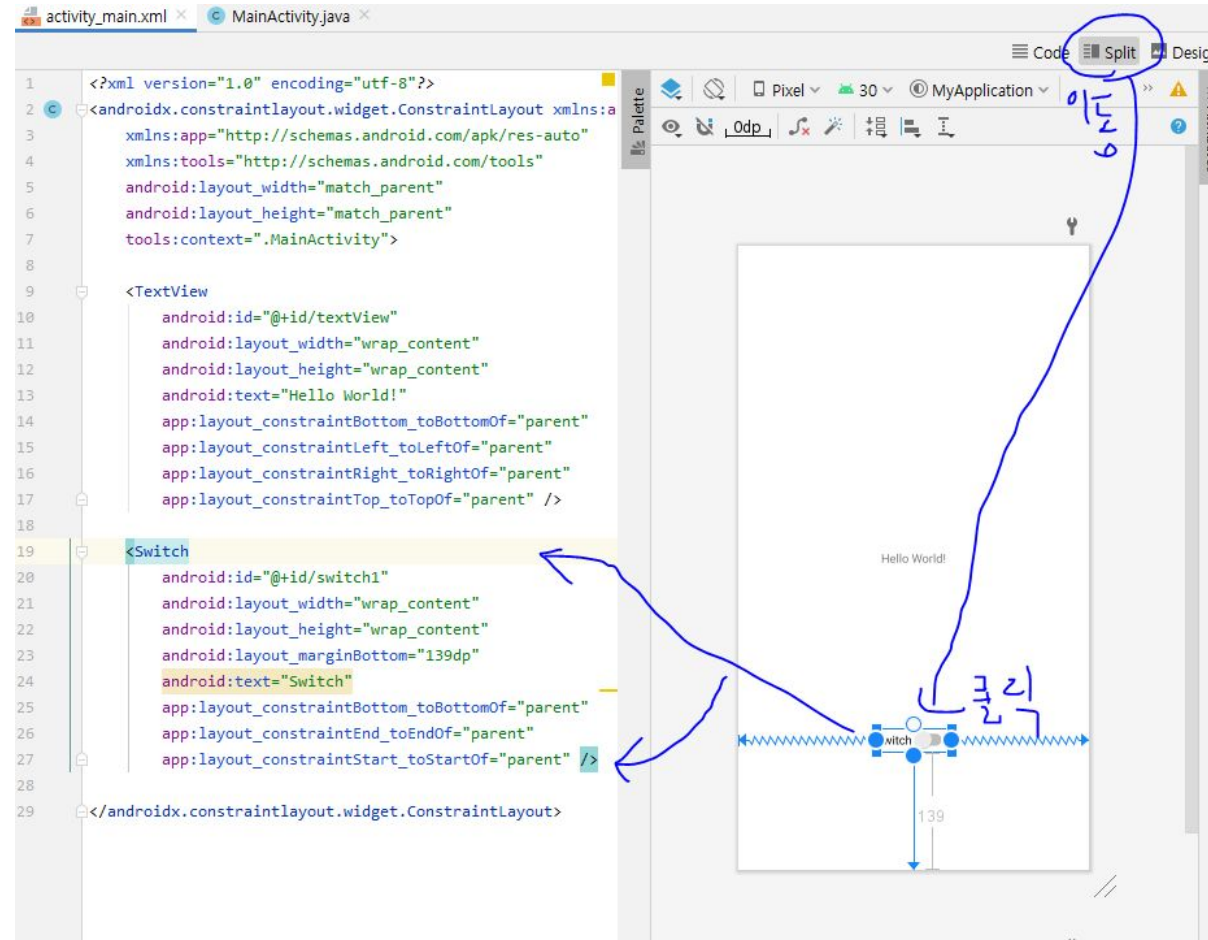 activity_main.xml
MainActivity.java
Code
Split
Desig
1 <?xml version="1.0" encoding="utf-8"?>
2 C <androidx.constraintlayout.widget.ConstraintLayout xmlns:a
3 xmlns:app="http://schemas.android.com/apk/res-auto"
4 xmlns:tools="http://schemas.android.com/tools"
5 android:layout_width="match_parent"
6 android:layout_height="match_parent"
7 tools:context=".MainActivity">
8
9 <TextView
10 android:id="@+id/textView"
11 android:layout_width="wrap_content"
12 android:layout_height="wrap_content"
13 android:text="Hello World!"
14 app:layout_constraintBottom_toBottomOf="parent"
15 app:layout_constraintLeft_toLeftOf="parent"
16 app:layout_constraintRight_toRightOf="parent"
17 app:layout_constraintTop_toTopOf="parent" />
18
19 <Switch
20 android:id="@+id/switch1"
21 android:layout_width="wrap_content"
22 android:layout_height="wrap_content"
23 android:layout_marginBottom="139dp"
24 android:text="Switch"
25 app:layout_constraintBottom_toBottomOf="parent"
26 app:layout_constraintEnd_toEndOf="parent"
27 app:layout_constraintStart_toStartOf="parent" />
28
29 </androidx.constraintlayout.widget.ConstraintLayout>
Palette
Pixel
30
MyApplication
0dp
이동
Hello World!
클릭
witch
139